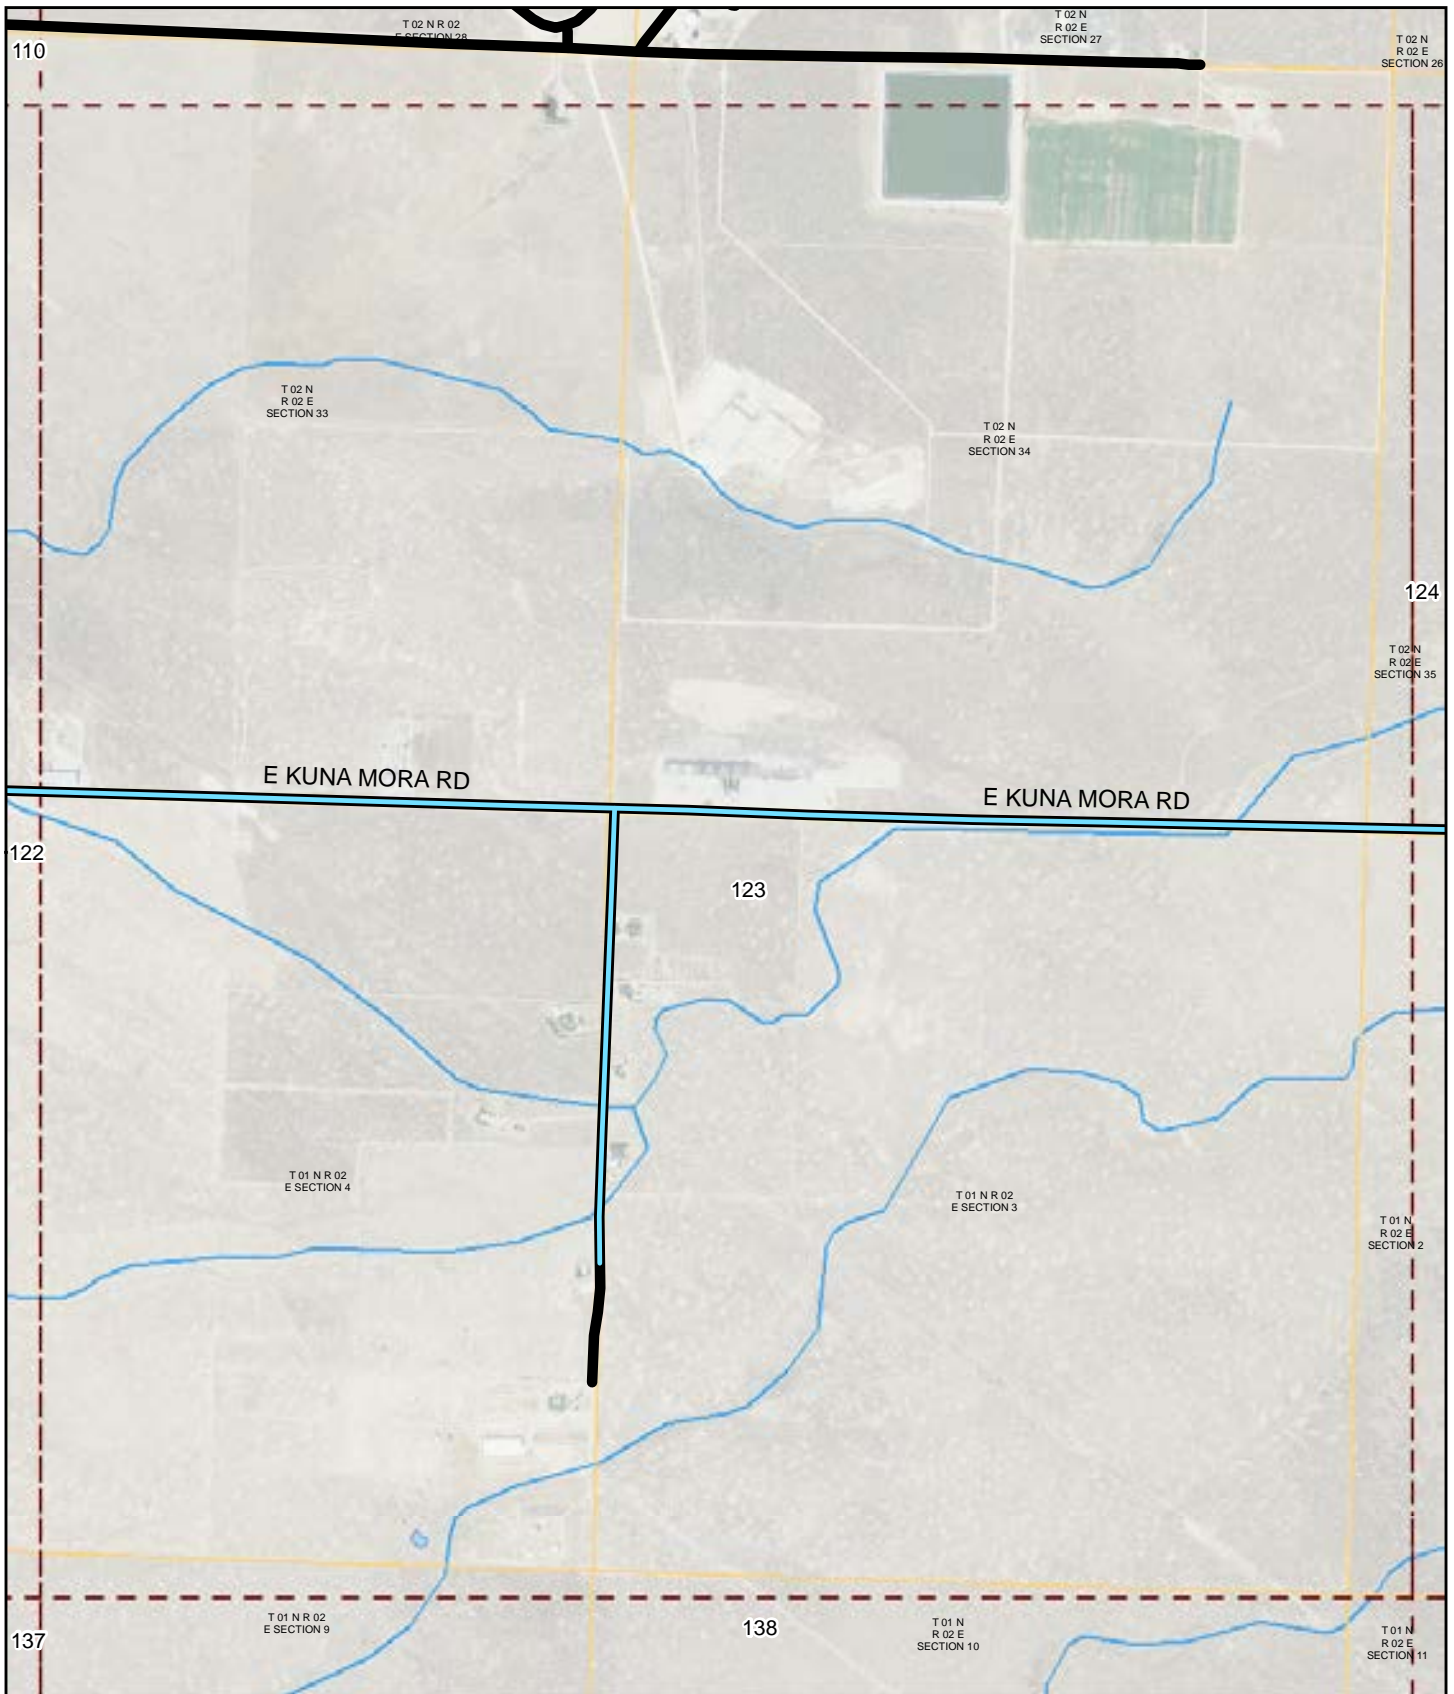 T 02 N R 02
E SECTION 28
T 02 N
R 02 E
SECTION 27
T 02 N
R 02 E
SECTION 26
110
T 02 N
R 02 E
SECTION 33
T 02 N
R 02 E
SECTION 34
124
T 02 N
R 02 E
SECTION 35
E KUNA MORA RD
E KUNA MORA RD
122
123
T 01 N R 02
E SECTION 4
T 01 N R 02
E SECTION 3
T 01 N
R 02 E
SECTION 2
T 01 N R 02
E SECTION 9
137
138
T 01 N
R 02 E
SECTION 10
T 01 N
R 02 E
SECTION 11